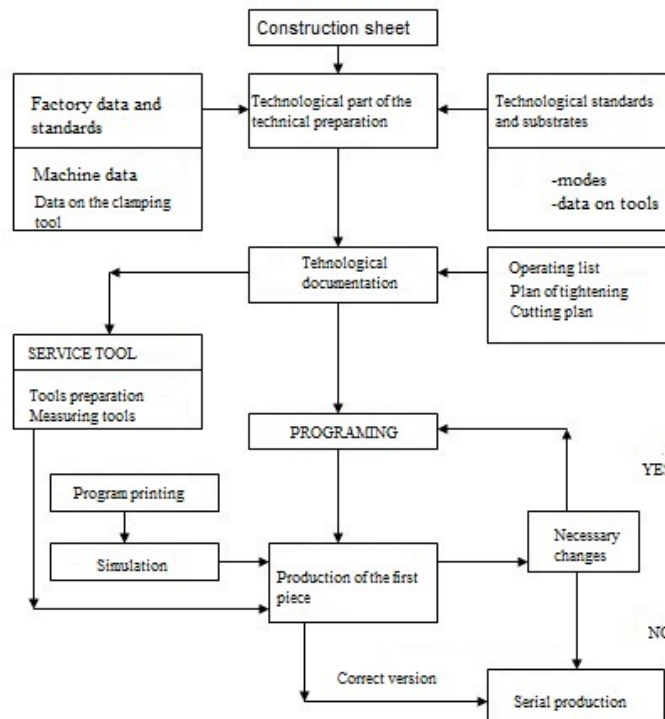 Construction sheet
Factory data and
standards
Machine data
Data on the clamping
tool
Technological part of the
technical preparation
Technological standards
and substrates
-modes
-data on tools
Tehnological
documentation
Operating list
Plan of tightening
Cutting plan
SERVICE TOOL
Tools preparation
Measuring tools
PROGRAMING
YES
Program printing
Simulation
Production of the first
piece
Necessary
changes
NO
Correct version
Serial production